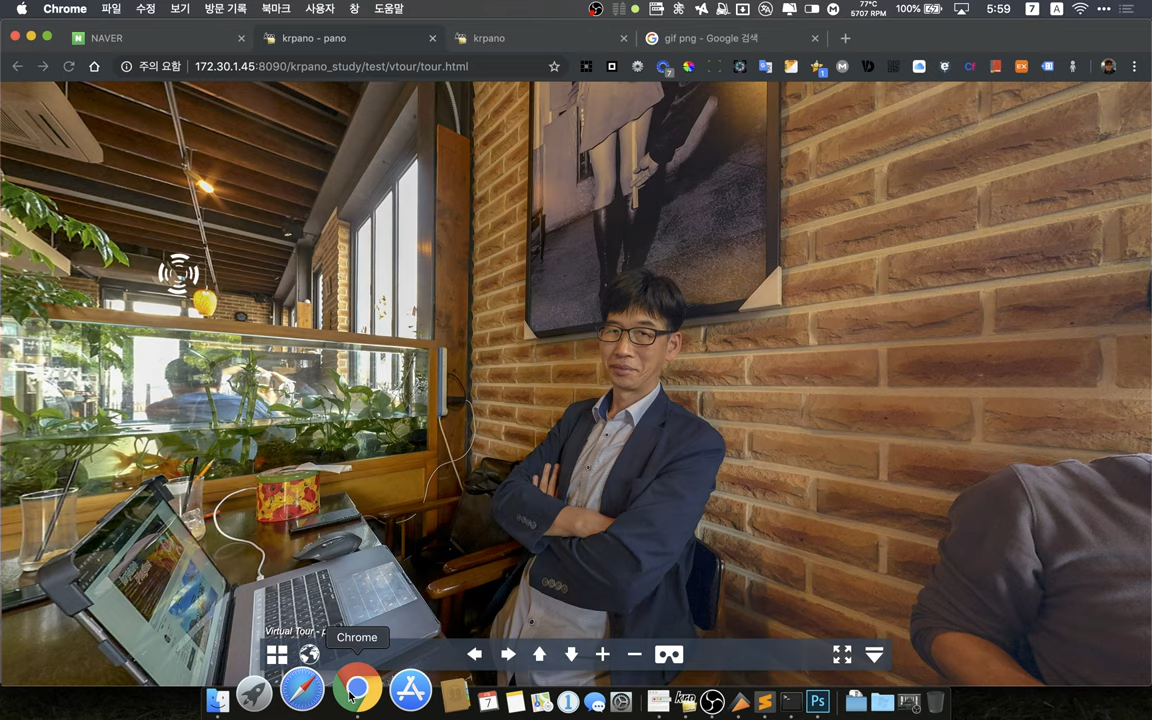 Chrome 파일 수정 보기 방문 기록 북마크 사용자 창 도움말
77°C
5707 RPM
100%
5:59
7
A
NAVER
krpano - pano
krpano
gif png - Google 검색
주의 요함
172.30.1.45:8090/krpano_study/test/vtour/tour.html
Virtual Tour - p
Chrome